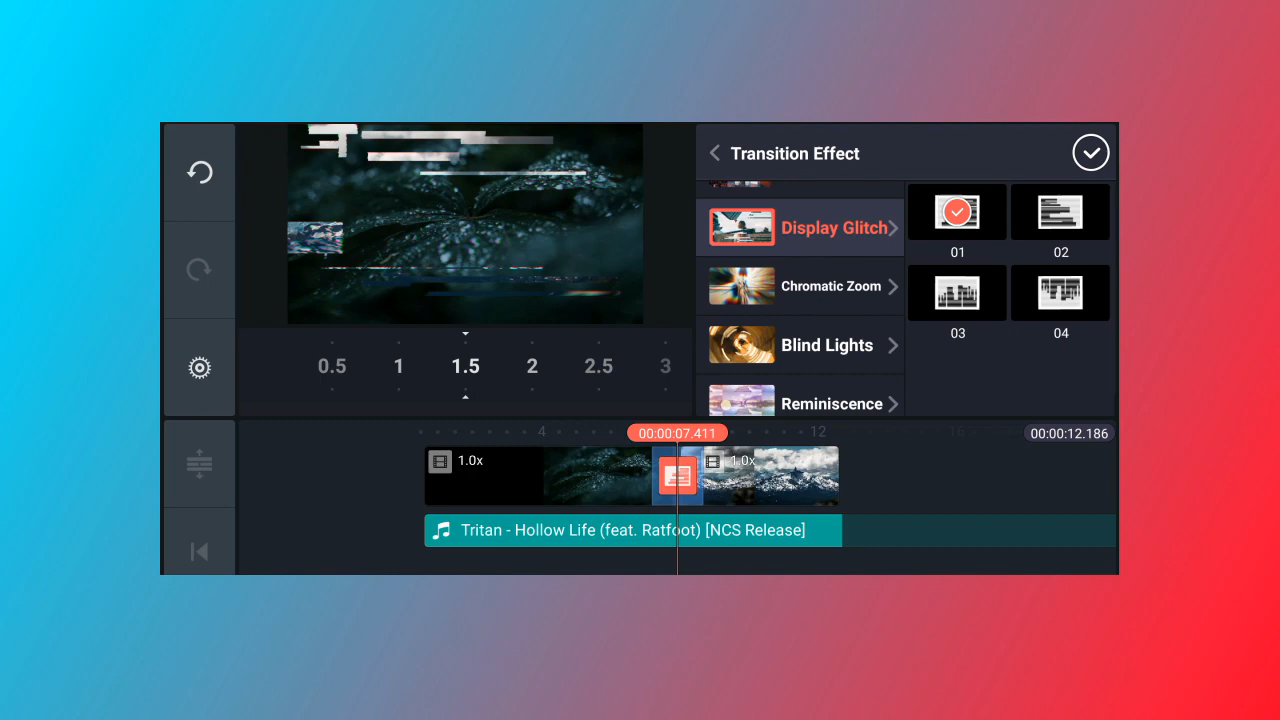 Transition Effect
Display Glitch
Chromatic Zoom
Blind Lights
Reminiscence
01
02
03
04
0.5 1 1.5 2 2.5 3
4 00:00:07.411 12 16 00:00:12.186
1.0x 1.0x
Tritan - Hollow Life (feat. Ratfoot) [NCS Release]